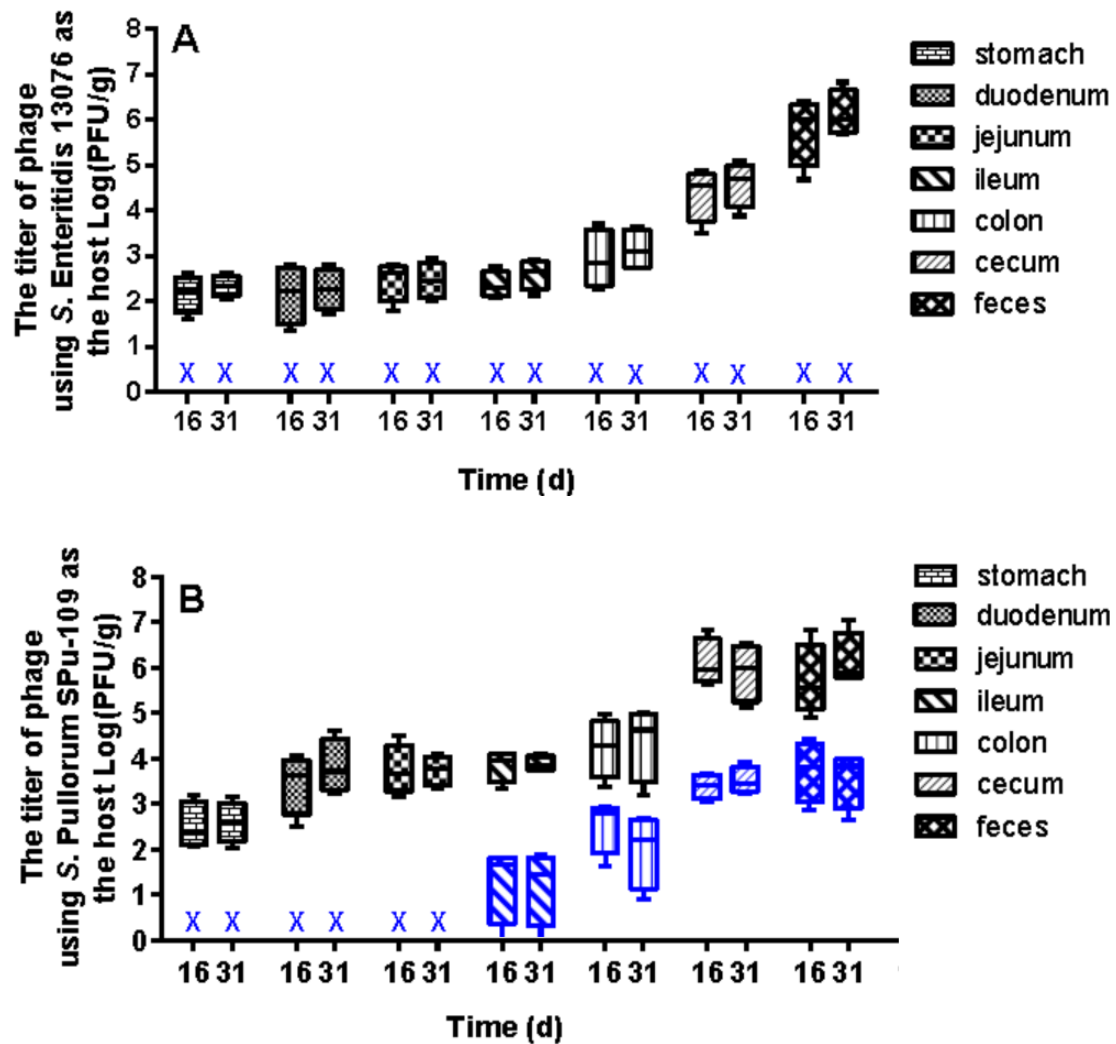 A
The titer of phage
using S. Enteritidis 13076 as
the host Log(PFU/g)
8
7
6
5
4
3
2
1
0
X X X X X X X X X X X X X X
16 31 16 31 16 31 16 31 16 31 16 31 16 31
Time (d)
stomach
duodenum
jejunum
ileum
colon
cecum
feces
B
The titer of phage
using S. Pullorum SPu-109 as
the host Log(PFU/g)
8
7
6
5
4
3
2
1
0
X X X X X X
16 31 16 31 16 31 16 31 16 31 16 31 16 31
Time (d)
stomach
duodenum
jejunum
ileum
colon
cecum
feces